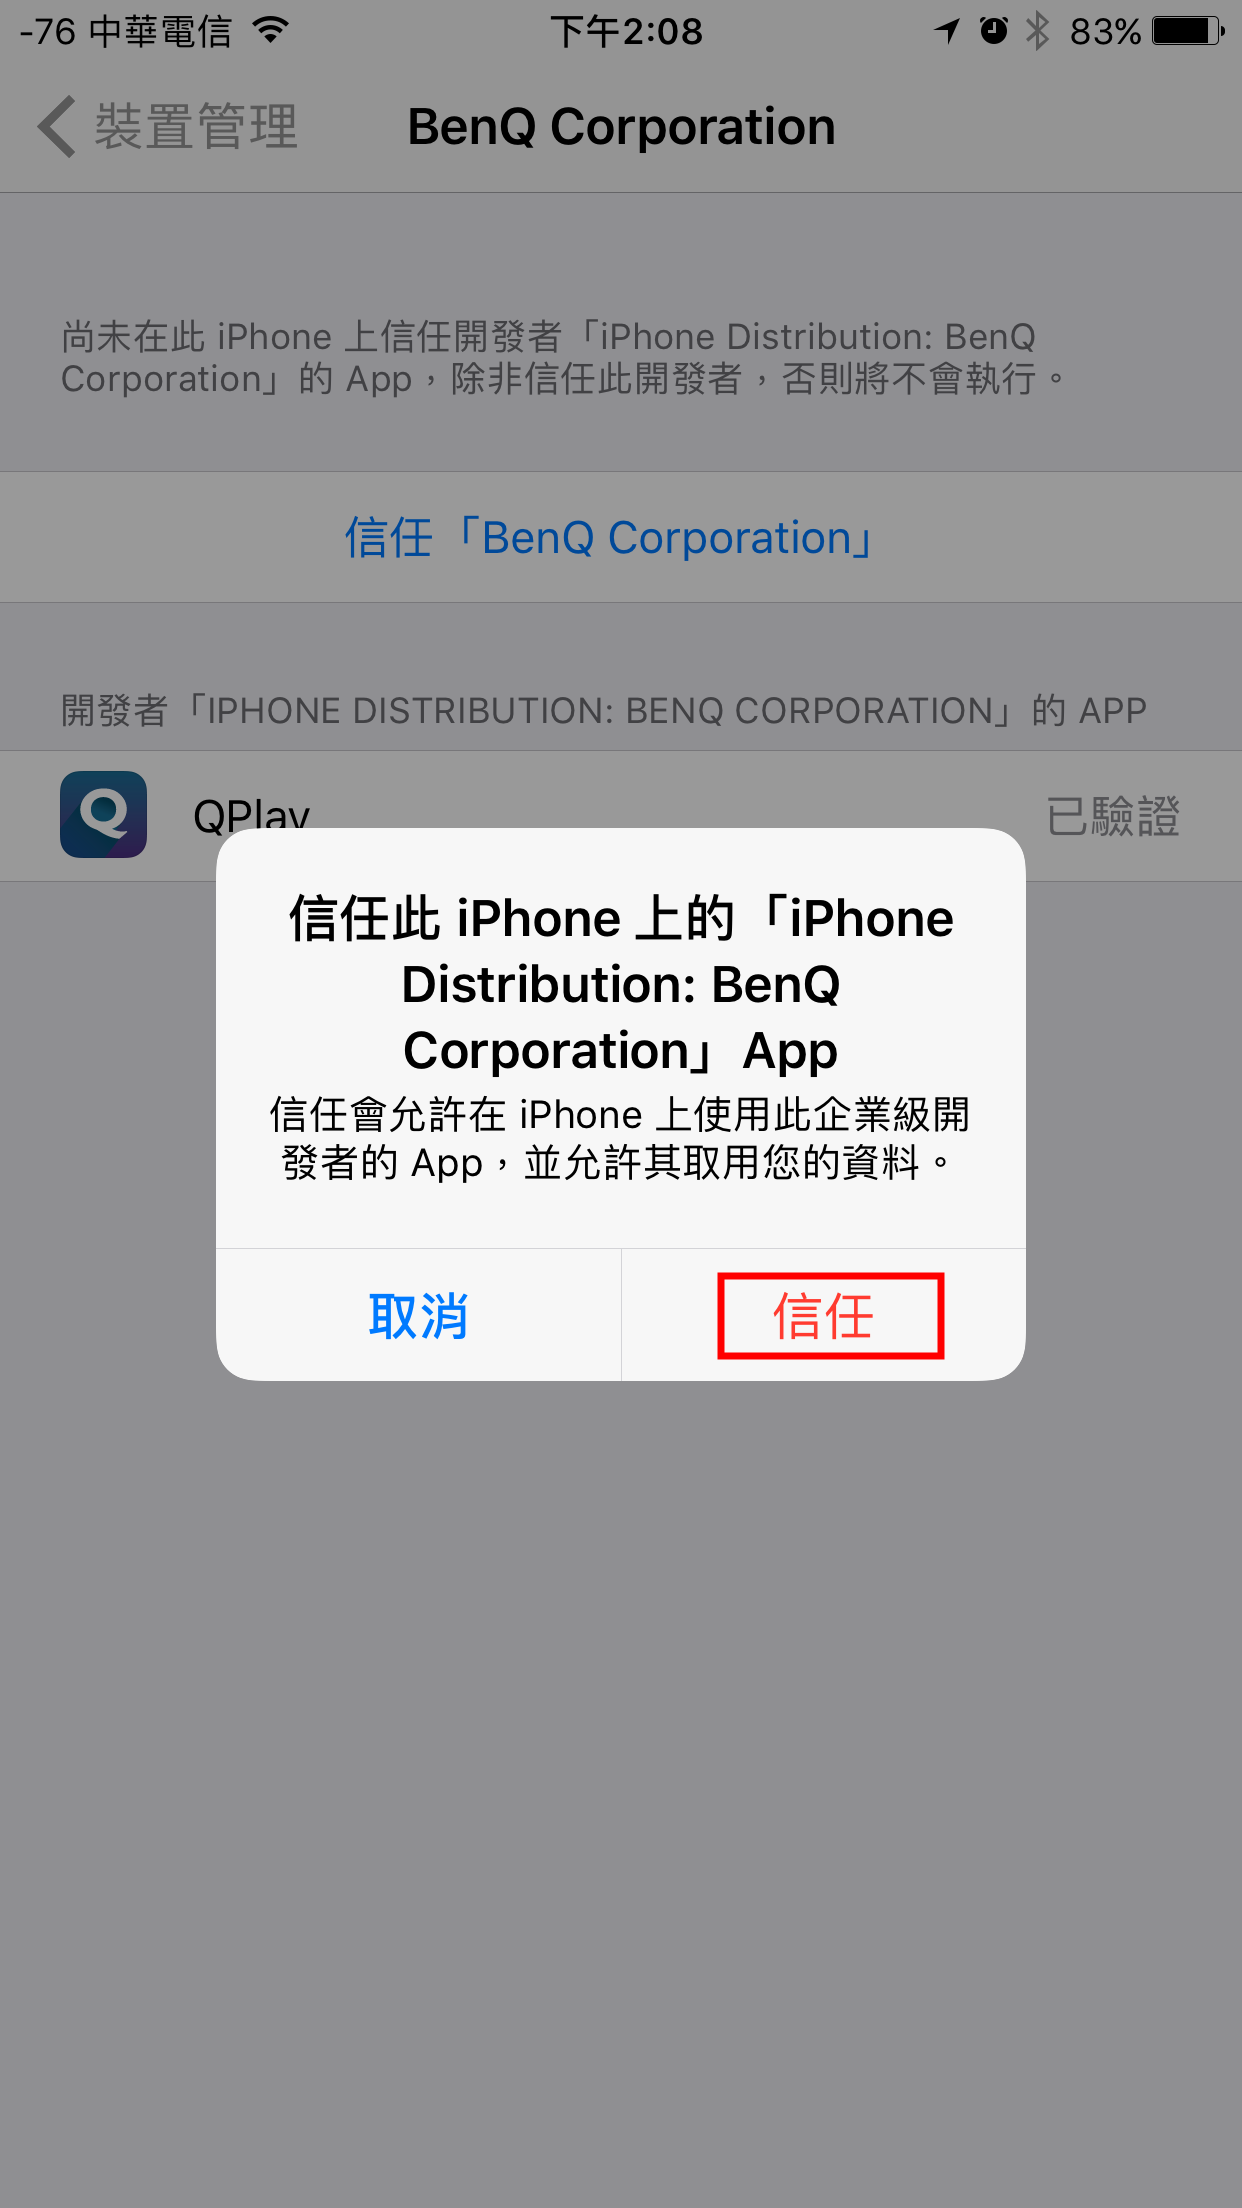 -76 中華電信 下午2:08 83%
裝置管理 BenQ Corporation
尚未在此 iPhone 上信任開發者「iPhone Distribution: BenQ
Corporation」的 App，除非信任此開發者，否則將不會執行。
信任「BenQ Corporation」
開發者「IPHONE DISTRIBUTION: BENQ CORPORATION」的 APP
QPlay 已驗證
信任此 iPhone 上的「iPhone
Distribution: BenQ
Corporation」App
信任會允許在 iPhone 上使用此企業級開
發者的 App，並允許其取用您的資料。
取消 信任